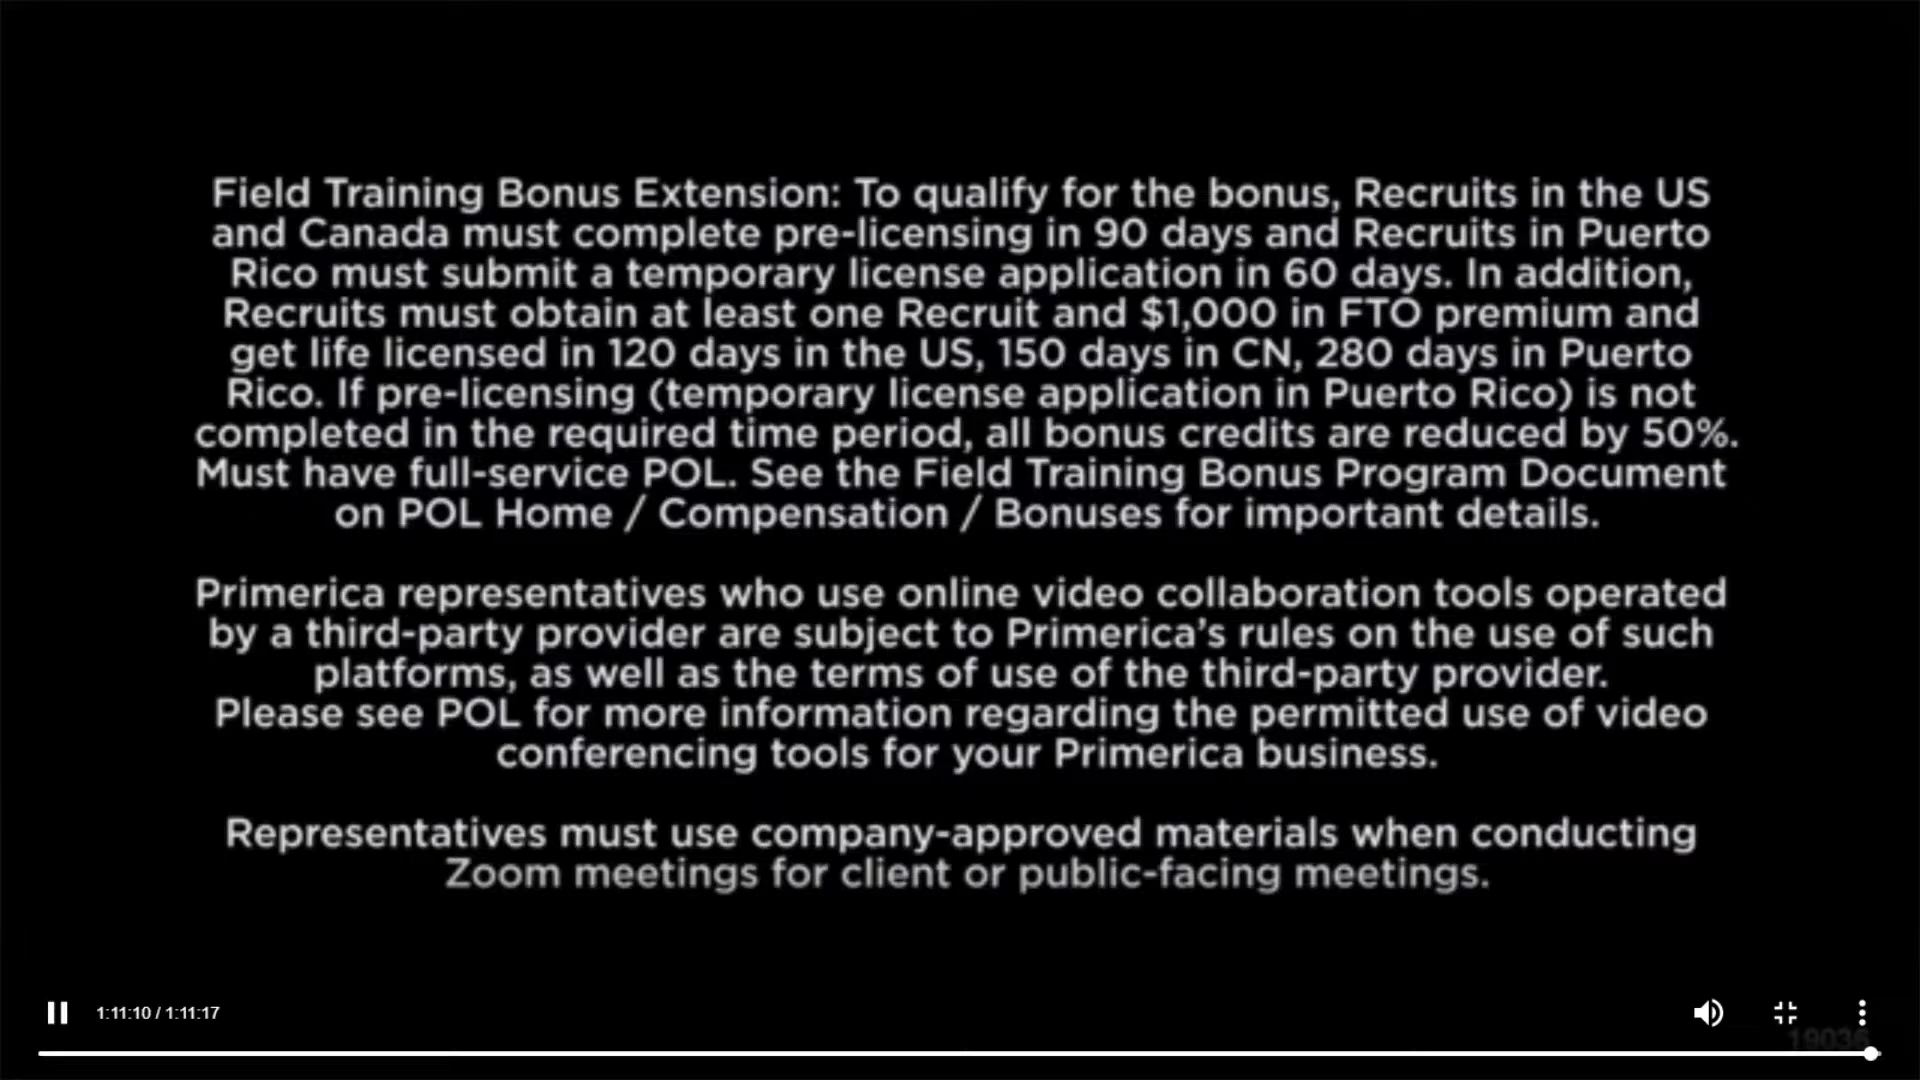 Field Training Bonus Extension: To qualify for the bonus, Recruits in the US
and Canada must complete pre-licensing in 90 days and Recruits in Puerto
Rico must submit a temporary license application in 60 days. In addition,
Recruits must obtain at least one Recruit and $1,000 in FTO premium and
get life licensed in 120 days in the US, 150 days in CN, 280 days in Puerto
Rico. If pre-licensing (temporary license application in Puerto Rico) is not
completed in the required time period, all bonus credits are reduced by 50%.
Must have full-service POL. See the Field Training Bonus Program Document
on POL Home / Compensation / Bonuses for important details.
Primerica representatives who use online video collaboration tools operated
by a third-party provider are subject to Primerica's rules on the use of such
platforms, as well as the terms of use of the third-party provider.
Please see POL for more information regarding the permitted use of video
conferencing tools for your Primerica business.
Representatives must use company-approved materials when conducting
Zoom meetings for client or public-facing meetings.
1:11:10 / 1:11:17